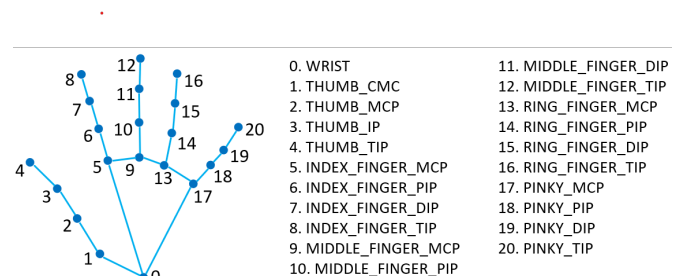 12
8
16
11
7
15
6
10
14
20
19
4
5
9
13
18
3
17
2
1
0
0. WRIST
1. THUMB_CMC
2. THUMB_MCP
3. THUMB_IP
4. THUMB_TIP
5. INDEX_FINGER_MCP
6. INDEX_FINGER_PIP
7. INDEX_FINGER_DIP
8. INDEX_FINGER_TIP
9. MIDDLE_FINGER_MCP
10. MIDDLE_FINGER_PIP
11. MIDDLE_FINGER_DIP
12. MIDDLE_FINGER_TIP
13. RING_FINGER_MCP
14. RING_FINGER_PIP
15. RING_FINGER_DIP
16. RING_FINGER_TIP
17. PINKY_MCP
18. PINKY_PIP
19. PINKY_DIP
20. PINKY_TIP